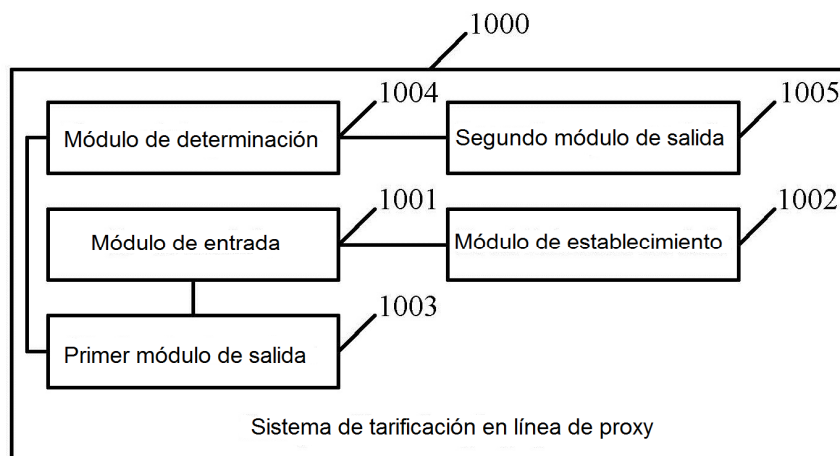 1000
1004
1005
Módulo de determinación
Segundo módulo de salida
1001
1002
Módulo de entrada
Módulo de establecimiento
1003
Primer módulo de salida
Sistema de tarificación en línea de proxy